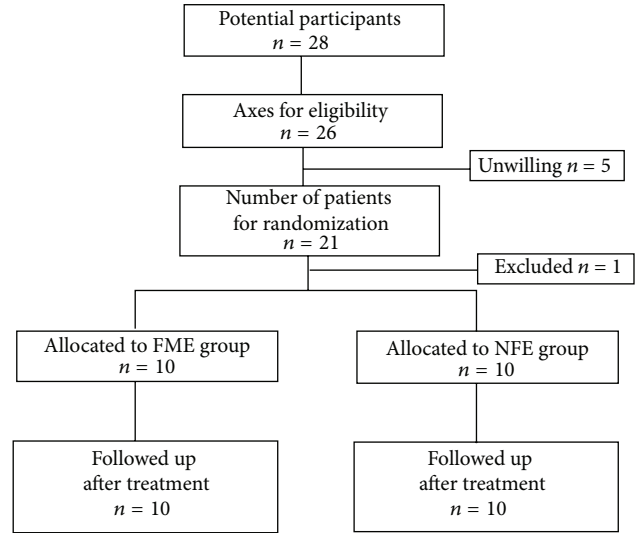 Potential participants
n = 28
Axes for eligibility
n = 26
Unwilling n = 5
Number of patients
for randomization
n = 21
Excluded n = 1
Allocated to FME group
n = 10
Allocated to NFE group
n = 10
Followed up
after treatment
n = 10
Followed up
after treatment
n = 10